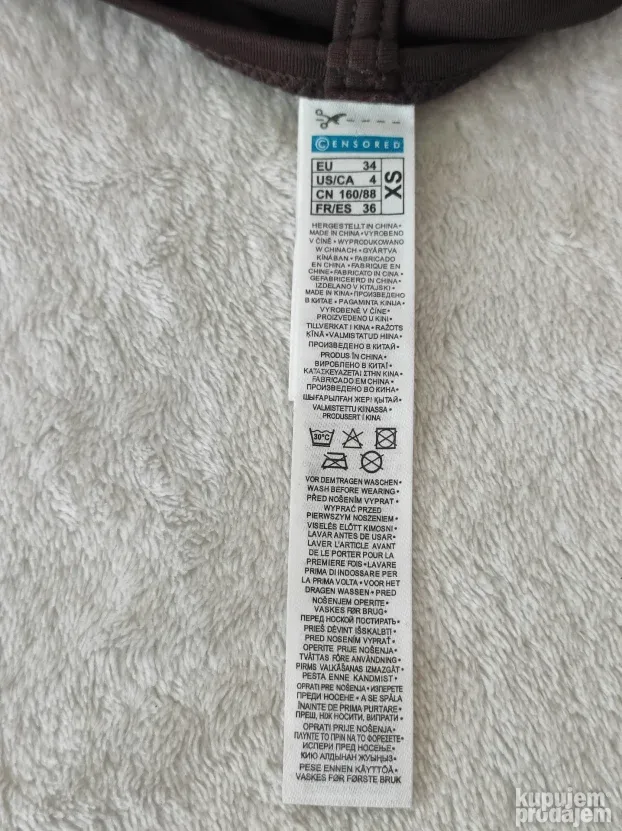 CENSORED
EU 34
US/CA 4
CN 160/88
FR/ES 36
XS
HERGESTELLT IN CHINA•
MADE IN CHINA•VYROBENO
V ČÍNĚ•WYPRODUKOWANO
W CHINACH•GYÁRTVA
KÍNÁBAN•FABRICADO
EN CHINA•FABRIQUE EN
CHINE•FABRICATO IN CINA•
GEFABRICEERD IN CHINA•
IZDELANO V KITAJSKI•
MADE IN KINA•ПРОИЗВЕДЕНО
В КИТАЕ•PAGAMINTA KINIJA•
VYROBENÉ V ČÍNE•
PROIZVEDENO U KINI•
TILLVERKAT I KINA•RAŽOTS
ĶĪNĀ•VALMISTATUD HIINA•
ПРОИЗВЕДЕНО В КИТАЙ•
PRODUS ÎN CHINA•
ВИРОБЛЕНО В КИТАЇ•
ΚΑΤΑΣΚΕΥΑΖΕΤΑΙ ΣΤΗΝ ΚΙΝΑ•
FABRICADO EM CHINA•
ПРОИЗВЕДЕНО ВО КИНА•
ШЫҒАРЫЛҒАН ЖЕРІ ҚЫТАЙ•
VALMISTETTU KIINASSA•
PRODUSERT I KINA
30°C
VOR DEM TRAGEN WASCHEN•
WASH BEFORE WEARING•
PŘED NOŠENÍM VYPRAT•
WYPRAĆ PRZED
PIERWSZYM NOSZENIEM•
VISELÉS ELŐTT KIMOSNI•
LAVAR ANTES DE USAR•
LAVER L'ARTICLE AVANT
DE LE PORTER POUR LA
PREMIERE FOIS•LAVARE
PRIMA DI INDOSSARE PER
LA PRIMA VOLTA•VOOR HET
DRAGEN WASSEN•PRED
NOŠENJEM OPERITE•
VASKES FØR BRUG•
ПЕРЕД НОСКОЙ ПОСТИРАТЬ•
PRIEŠ DĖVINT IŠSKALBTI•
PRED NOSENÍM VYPRAŤ•
OPERITE PRIJE NOŠENJA•
TVÄTTAS FÖRE ANVÄNDNING•
PIRMS VALKĀŠANAS IZMAZGĀT•
PESTA ENNE KANDMIST•
OPRATI PRE NOŠENJA•ИЗПЕРЕТЕ
ПРЕДИ НОСЕНЕ•A SE SPĂLA
ÎNAINTE DE PRIMA PURTARE•
ПРЕШ, НІЖ НОСИТИ, ВИПРАТИ•
OPRATI PRIJE NOŠENJA•
ΠΛΥΝΤΕ ΤΟ ΠΡΙΝ ΝΑ ΤΟ ΦΟΡΕΣΕΤΕ•
ИСПЕРИ ПРЕД НОСЕЊЕ•
КИЮ АЛДЫНАН ЖУЫҢЫЗ•
PESE ENNEN KÄYTTÖÄ•
VASKES FØR FØRSTE BRUK
kupujem
prodajem